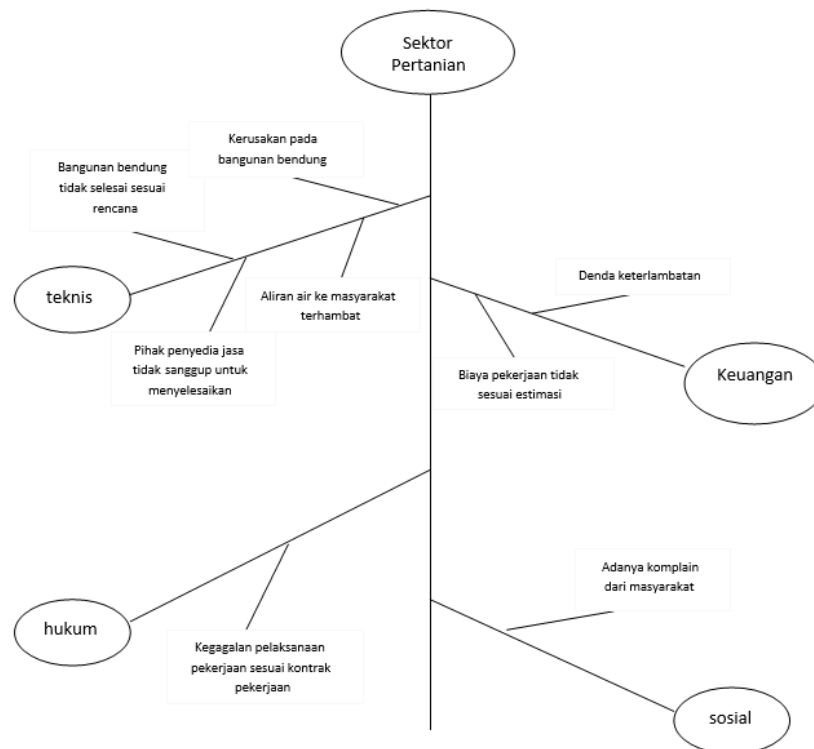 Sektor
Pertanian
Kerusakan pada
bangunan bendung
Bangunan bendung
tidak selesai sesuai
rencana
teknis
Aliran air ke masyarakat
terhambat
Pihak penyedia jasa
tidak sanggup untuk
menyelesaikan
Denda keterlambatan
Biaya pekerjaan tidak
sesuai estimasi
Keuangan
hukum
Kegagalan pelaksanaan
pekerjaan sesuai kontrak
pekerjaan
Adanya komplain
dari masyarakat
sosial